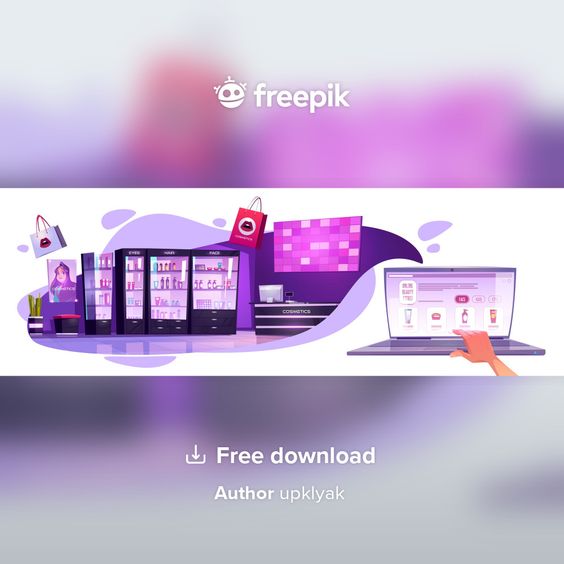 freepik
EYES
HAIR
FACE
COSMETICS
COSMETICS
COSMETICS
ONLINE
BEAUTY
STORE
FACE
Free download
Author upklyak